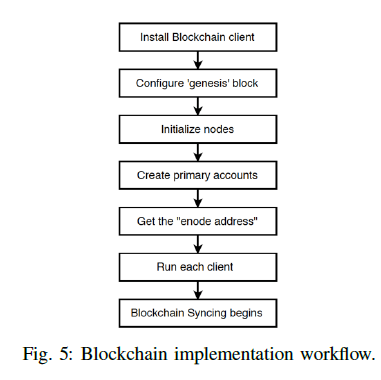 Install Blockchain client
Configure 'genesis' block
Initialize nodes
Create primary accounts
Get the "enode address"
Run each client
Blockchain Syncing begins
Fig. 5: Blockchain implementation workflow.